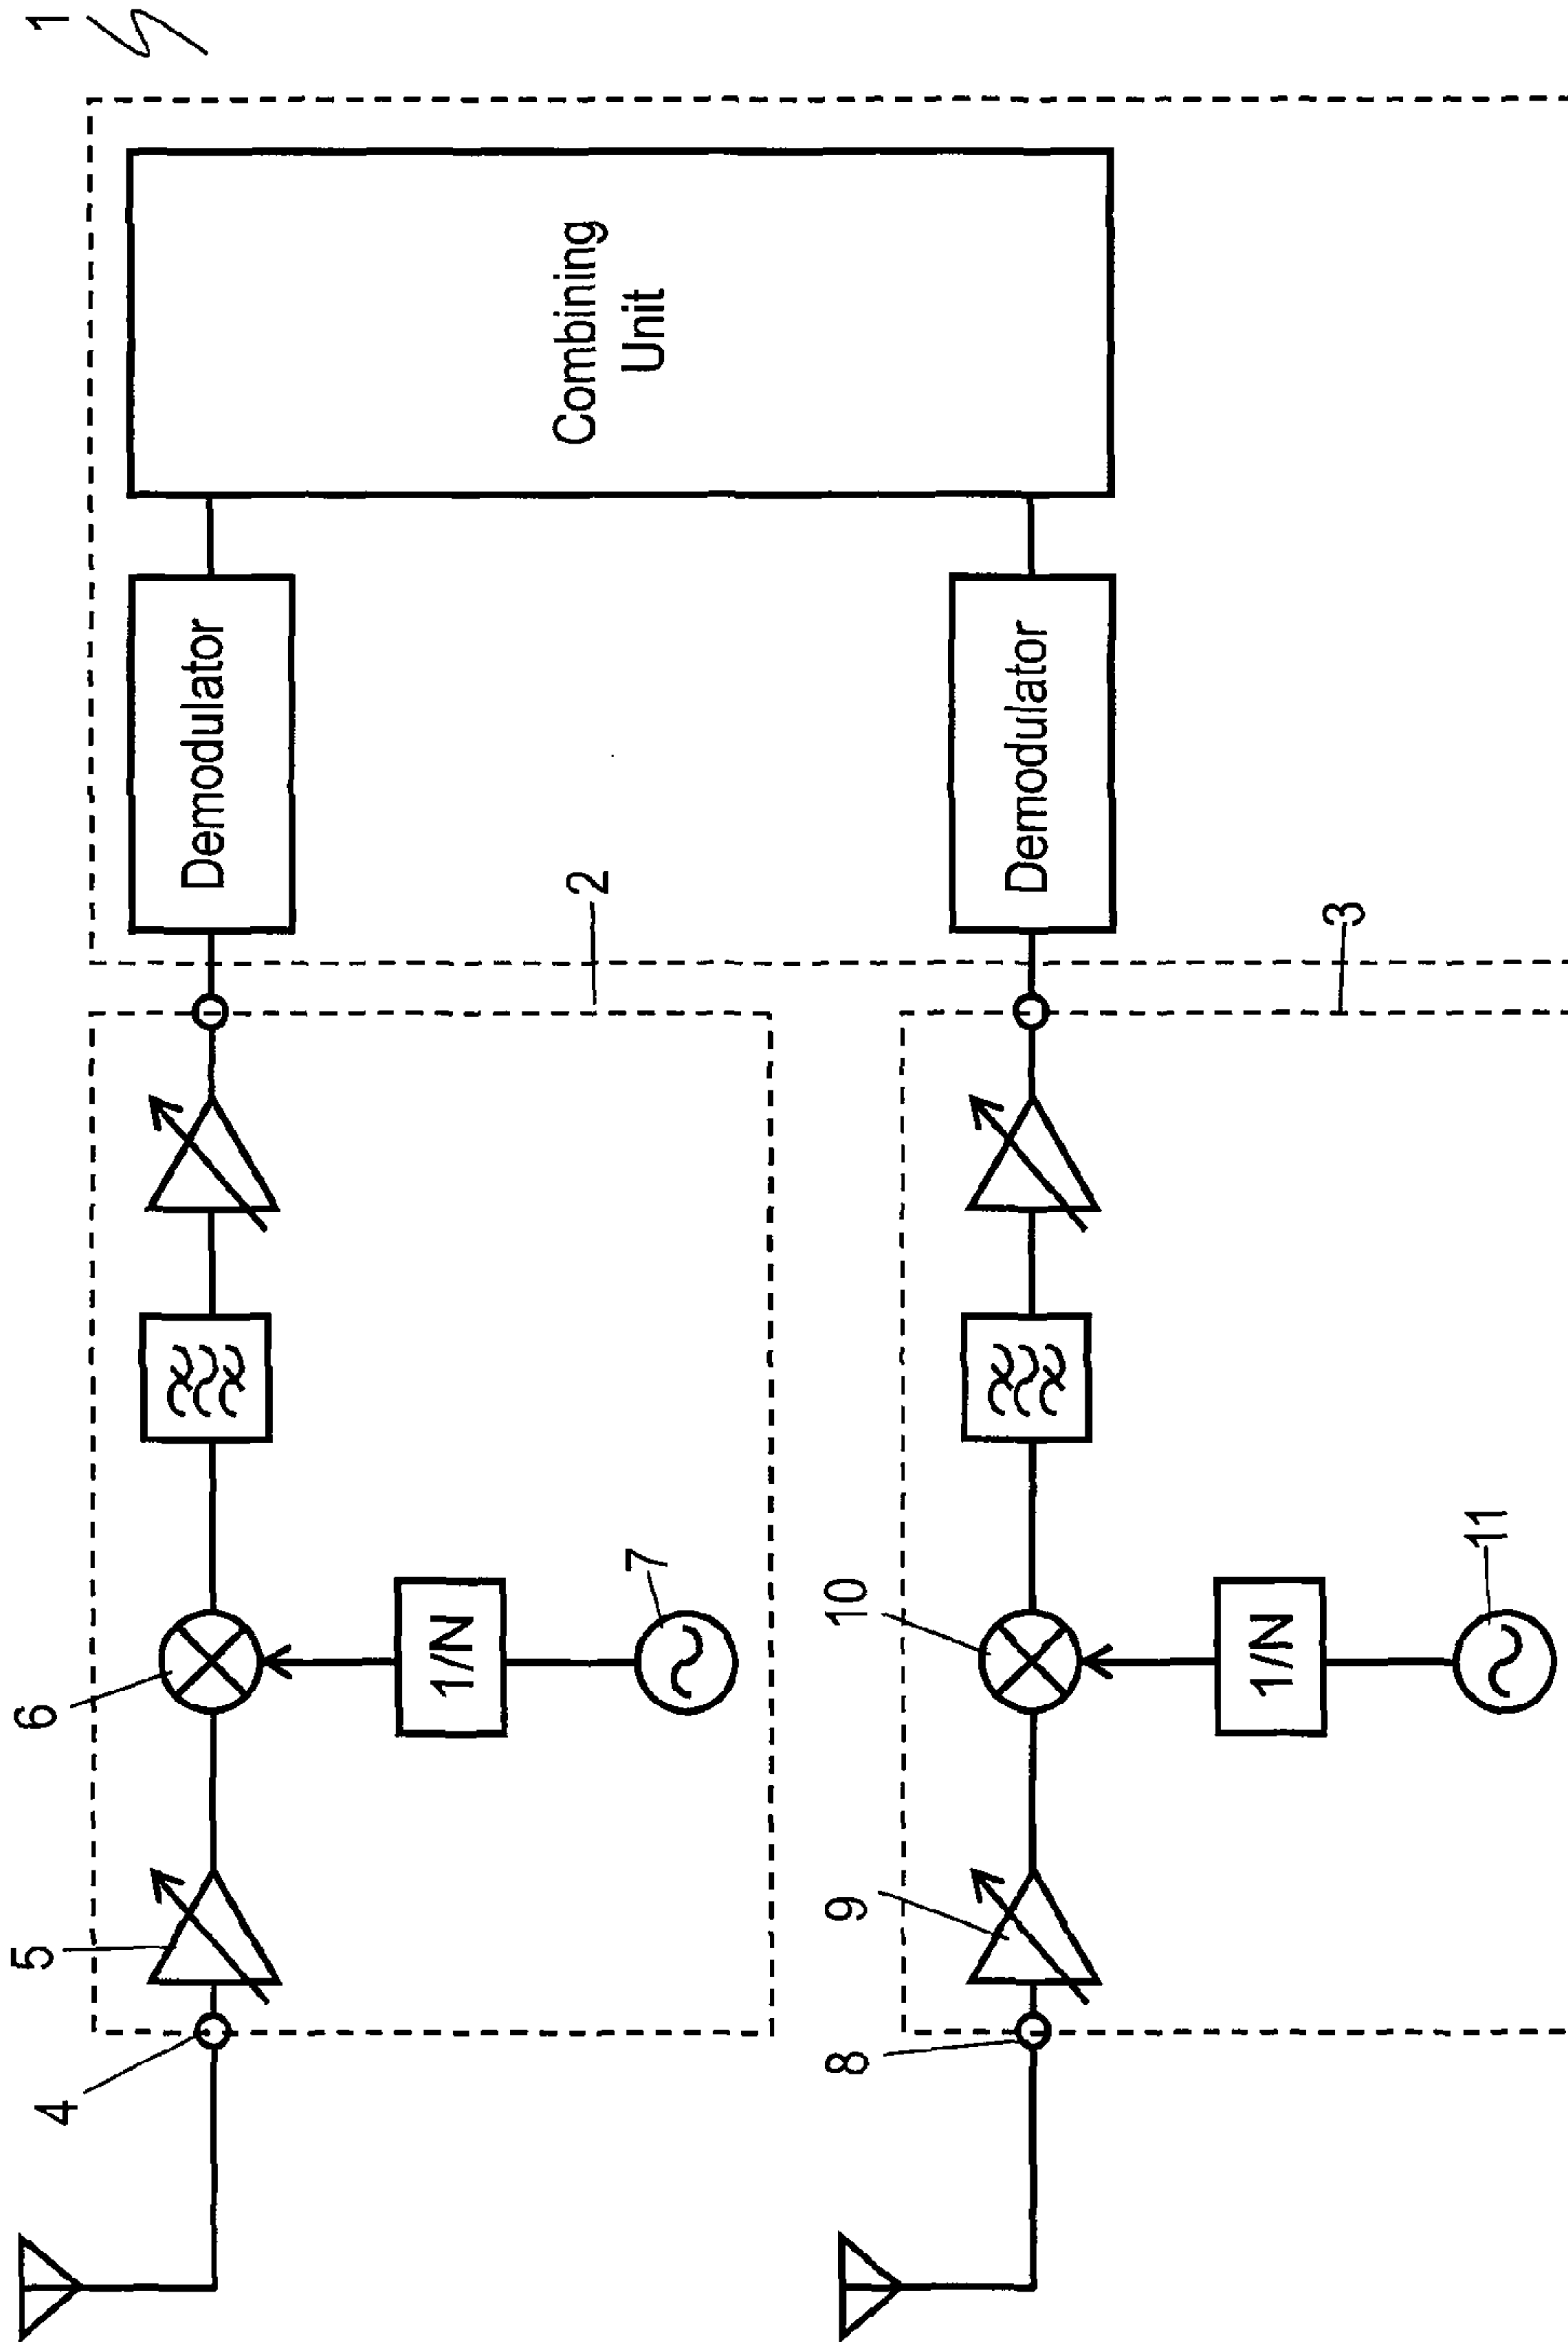 1
Combining
Unit
Demodulator
Demodulator
2
3
6
1/N
7
10
1/N
11
5
9
4
8